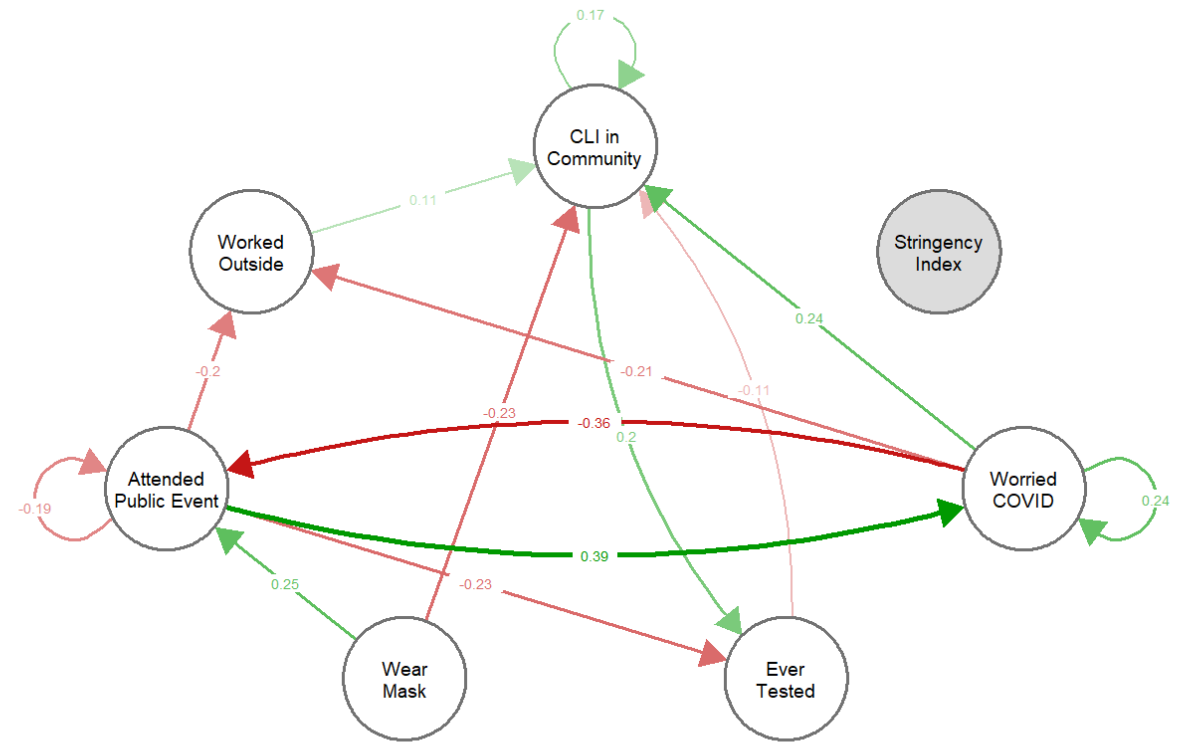 0.17
CLI in
Community
0.11
Worked
Outside
Stringency
Index
0.24
-0.2
-0.21
-0.11
-0.23
-0.36
0.2
Attended
Public Event
Worried
COVID
-0.19
0.24
0.39
0.25
-0.23
Wear
Mask
Ever
Tested